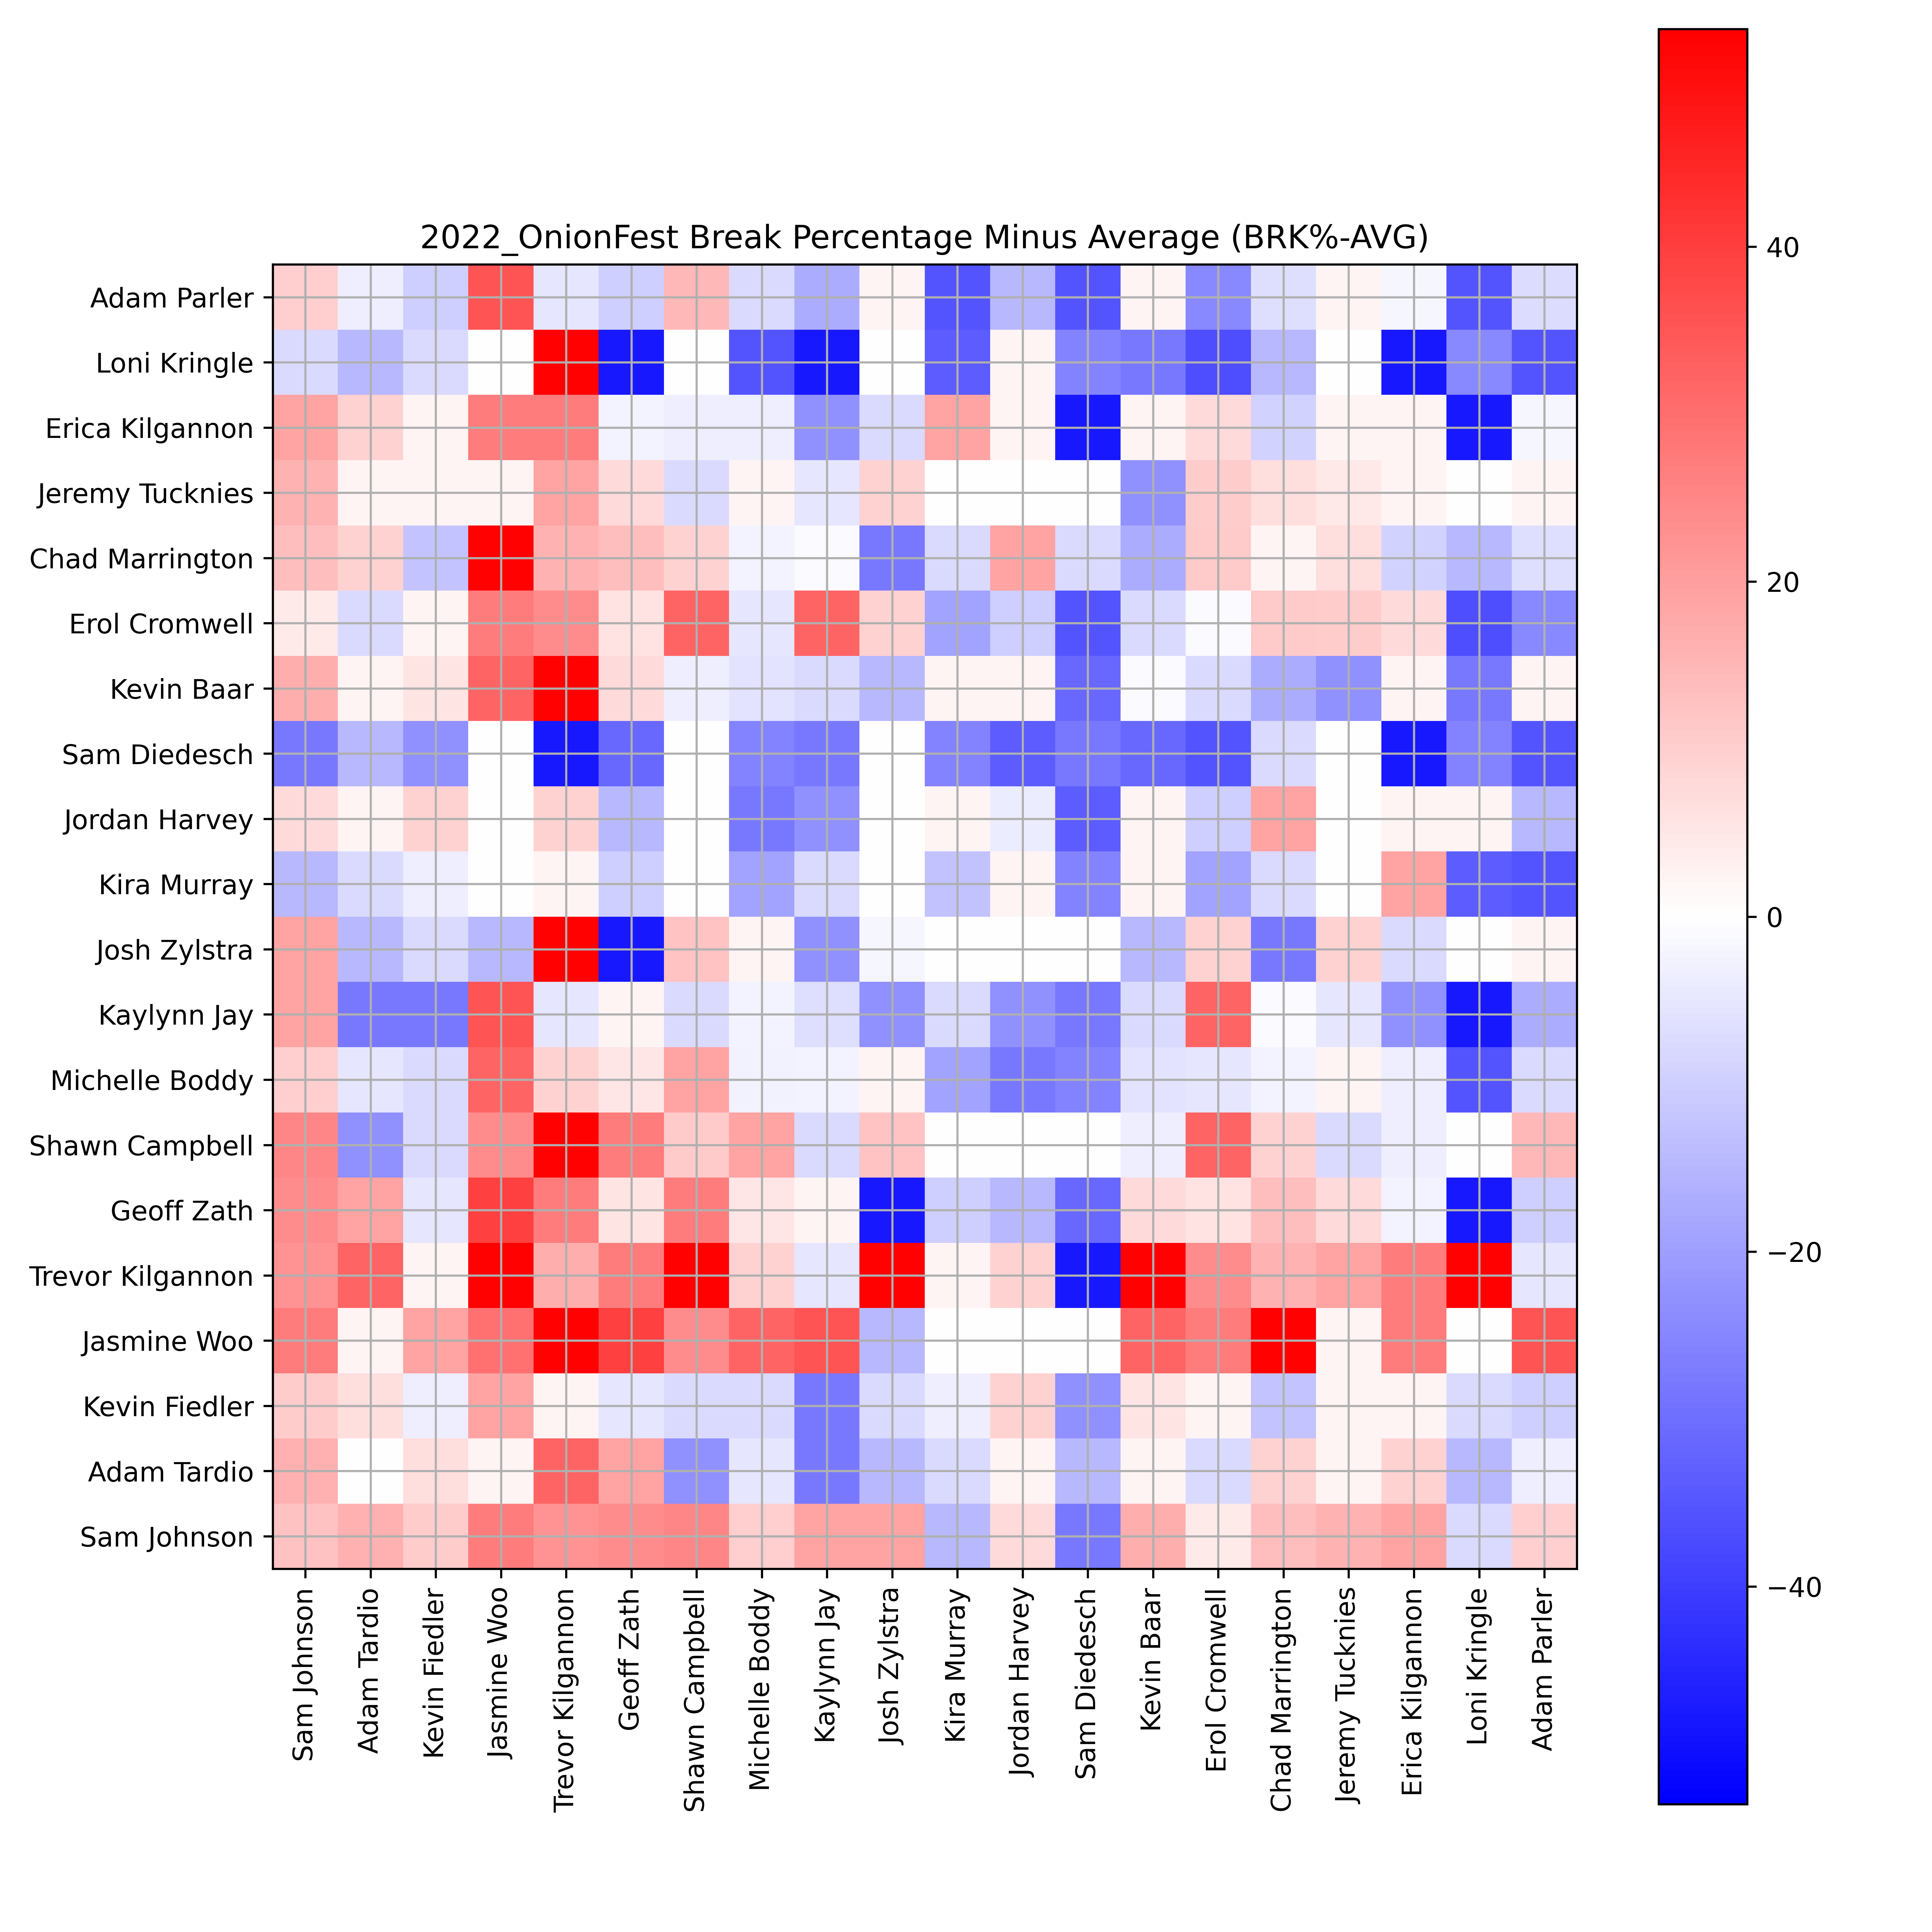 2022_OnionFest Break Percentage Minus Average (BRK%-AVG)
Adam Parler
Loni Kringle
Erica Kilgannon
Jeremy Tucknies
Chad Marrington
Erol Cromwell
Kevin Baar
Sam Diedesch
Jordan Harvey
Kira Murray
Josh Zylstra
Kaylynn Jay
Michelle Boddy
Shawn Campbell
Geoff Zath
Trevor Kilgannon
Jasmine Woo
Kevin Fiedler
Adam Tardio
Sam Johnson
Sam Johnson
Adam Tardio
Kevin Fiedler
Jasmine Woo
Trevor Kilgannon
Geoff Zath
Shawn Campbell
Michelle Boddy
Kaylynn Jay
Josh Zylstra
Kira Murray
Jordan Harvey
Sam Diedesch
Kevin Baar
Erol Cromwell
Chad Marrington
Jeremy Tucknies
Erica Kilgannon
Loni Kringle
Adam Parler
40
20
0
−20
−40